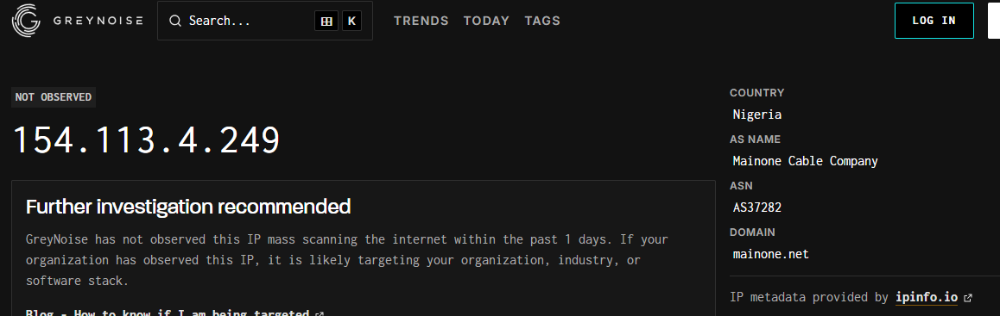 GREYNOISE
Search...
K
TRENDS TODAY TAGS
LOG IN
NOT OBSERVED
154.113.4.249
Further investigation recommended
GreyNoise has not observed this IP mass scanning the internet within the past 1 days. If your
organization has observed this IP, it is likely targeting your organization, industry, or
software stack.
Blog - How to know if I am being targeted
COUNTRY
Nigeria
AS NAME
Mainone Cable Company
ASN
AS37282
DOMAIN
mainone.net
IP metadata provided by ipinfo.io